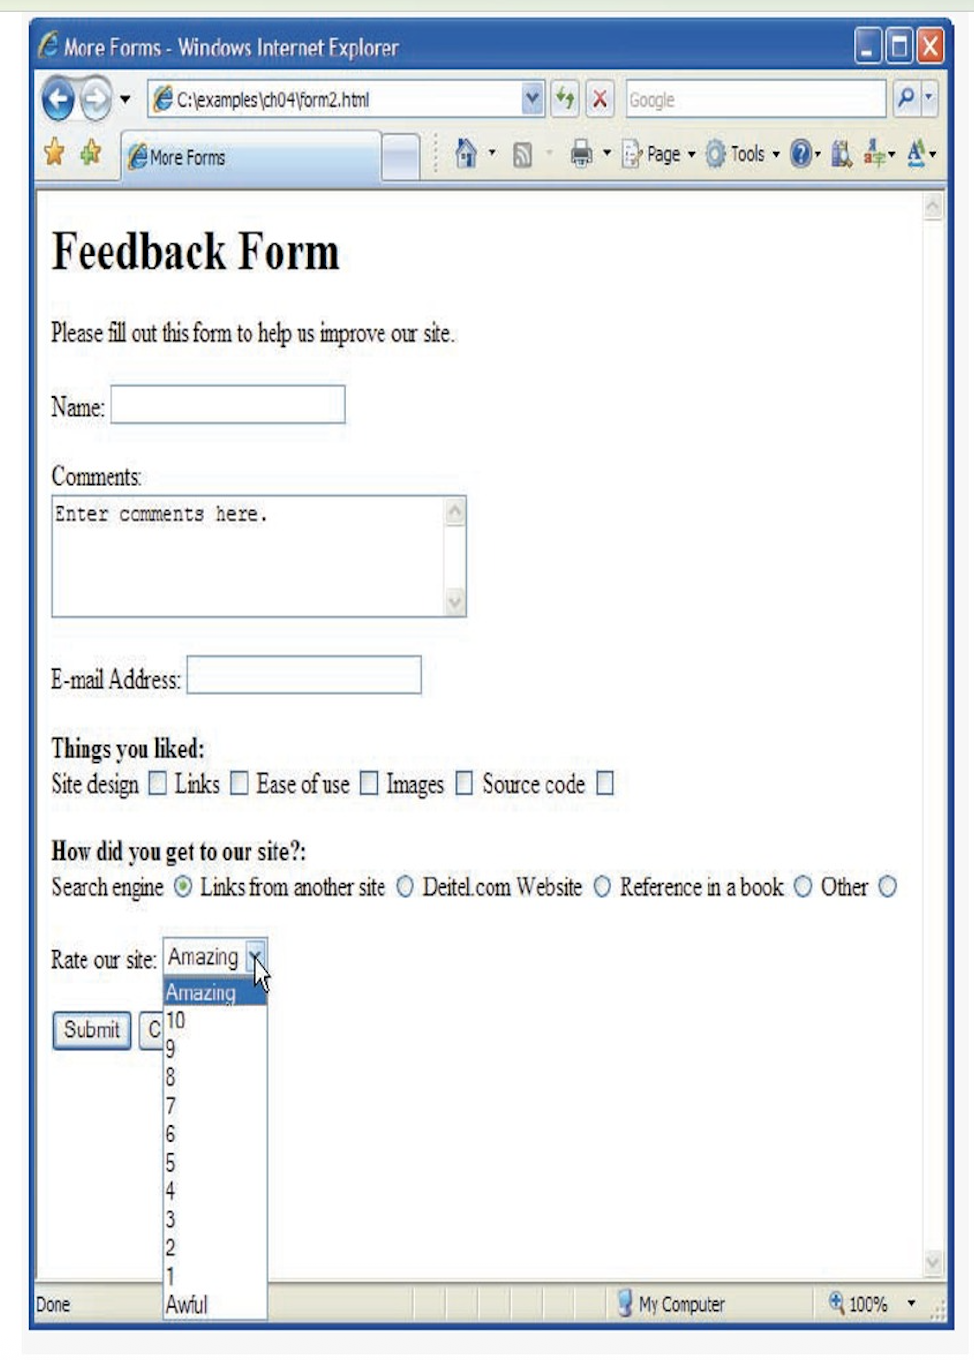 More Forms - Windows Internet Explorer
C:\examples\ch04\form2.html
Google
More Forms
Page
Tools
Feedback Form
Please fill out this form to help us improve our site.
Name:
Comments:
Enter comments here.
E-mail Address:
Things you liked:
Site design Links Ease of use Images Source code
How did you get to our site?:
Search engine Links from another site Deitel.com Website Reference in a book Other
Rate our site: Amazing
Amazing
Submit C 10
9
8
7
6
5
4
3
2
1
Awful
Done My Computer 100%